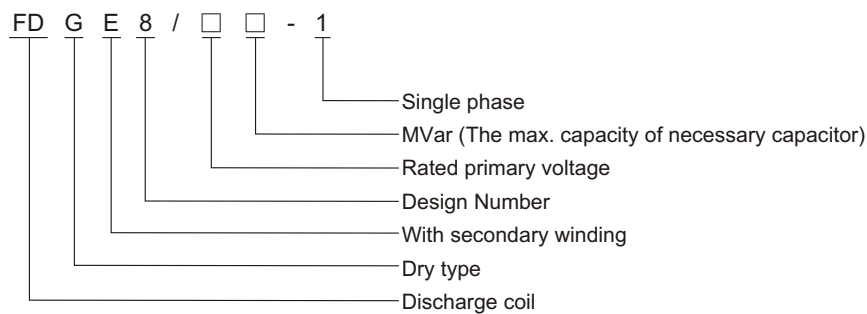 FD G E 8 / □ □ - 1
Single phase
MVar (The max. capacity of necessary capacitor)
Rated primary voltage
Design Number
With secondary winding
Dry type
Discharge coil